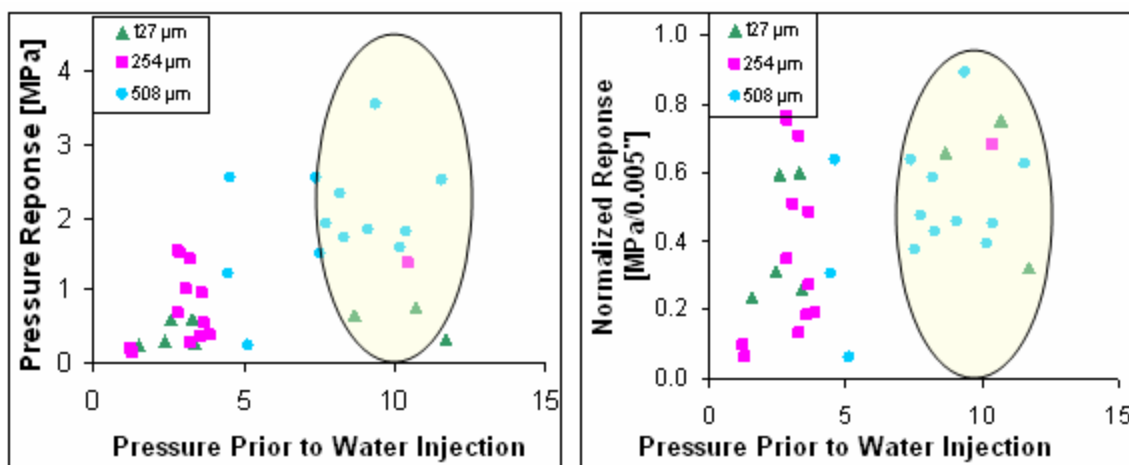 127 µm
254 µm
508 µm
Pressure Reponse [MPa]
4
3
2
1
0
0
5
10
15
Pressure Prior to Water Injection
127 µm
254 µm
508 µm
Normalized Reponse
[MPa/0.005"]
1.0
0.8
0.6
0.4
0.2
0.0
0
5
10
15
Pressure Prior to Water Injection